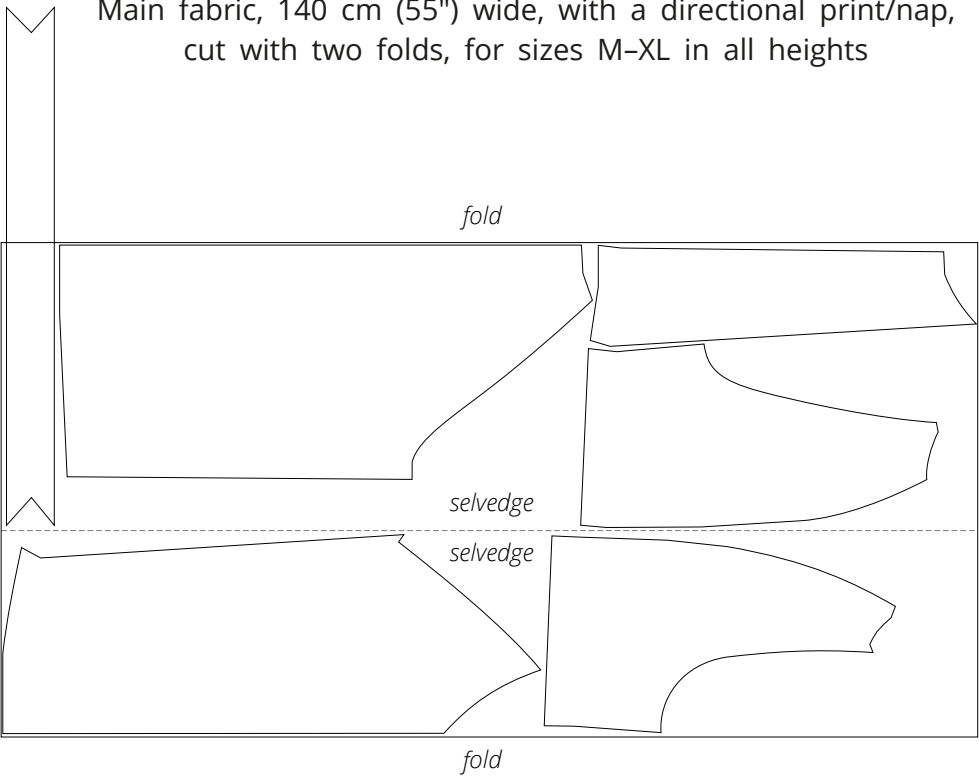 Main fabric, 140 cm (55") wide, with a directional print/nap,
cut with two folds, for sizes M–XL in all heights
fold
selvedge
selvedge
fold